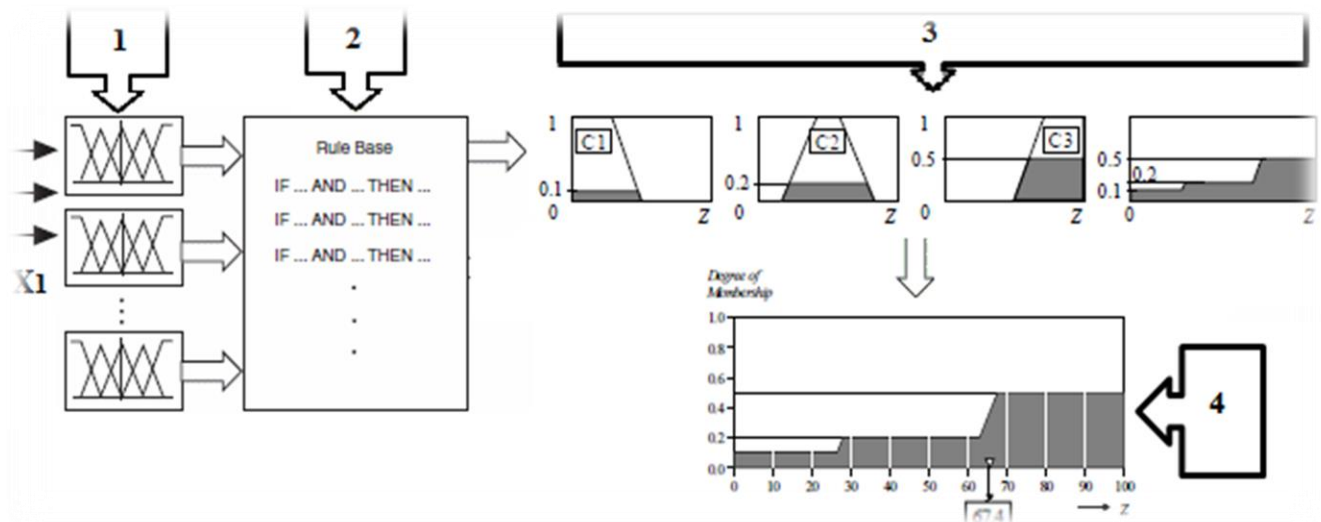 1
2
3
X1
Rule Base
IF ... AND ... THEN ...
IF ... AND ... THEN ...
IF ... AND ... THEN ...
1
C1
0.1
0
Z
1
C2
0.2
0
Z
1
C3
0.5
0
Z
0.5
0.2
0.1
0
Z
Degree of
Membership
1.0
0.8
0.6
0.4
0.2
0.0
0 10 20 30 40 50 60 70 80 90 100
67.4
Z
4